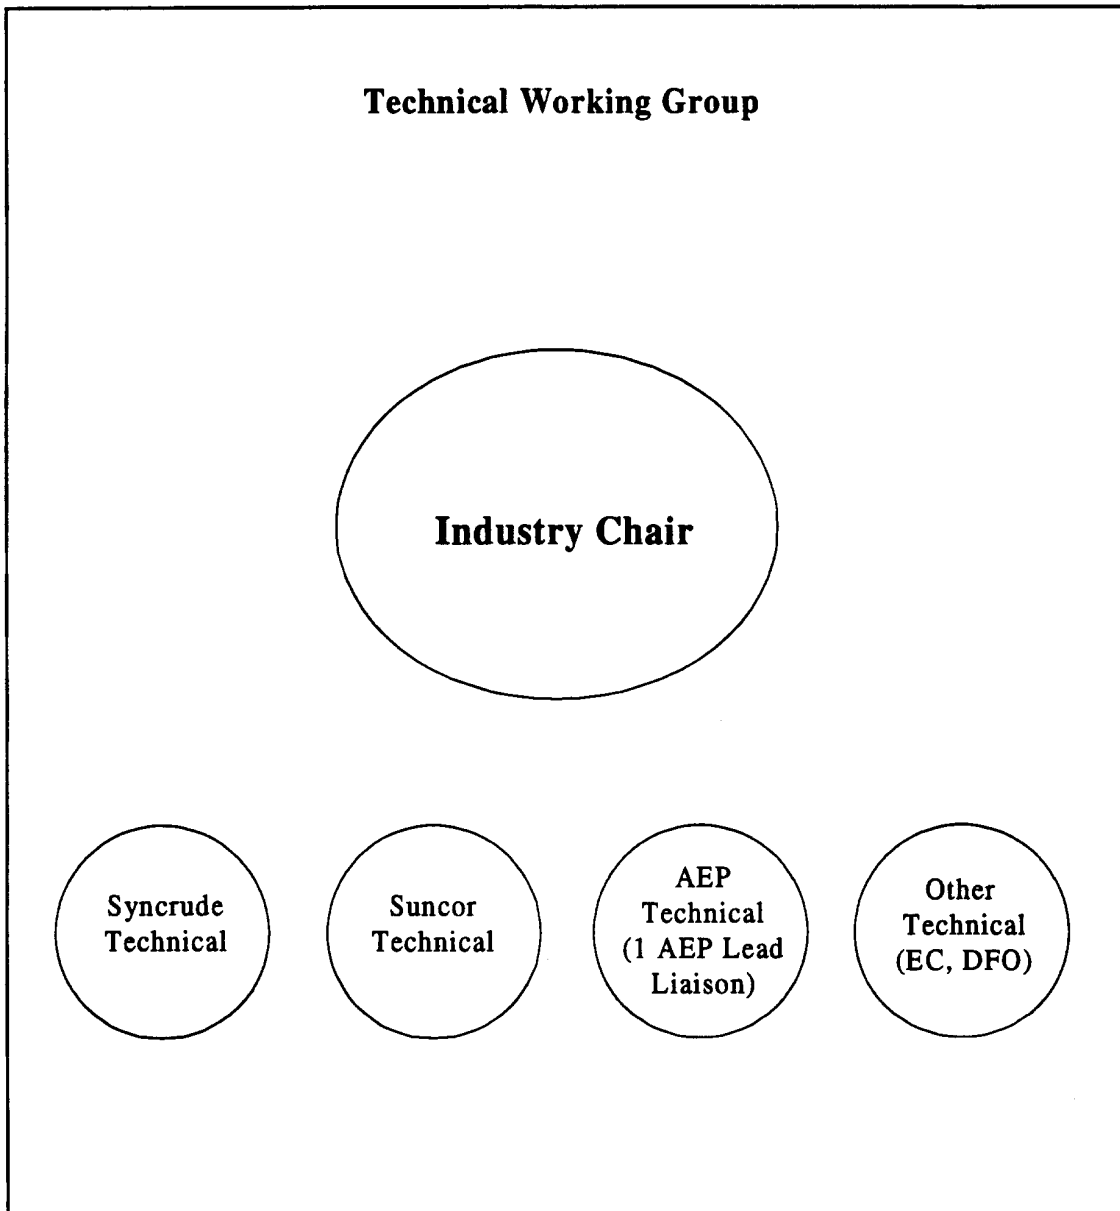 Technical Working Group
Industry Chair
Syncrude
Technical
Suncor
Technical
AEP
Technical
(1 AEP Lead
Liaison)
Other
Technical
(EC, DFO)